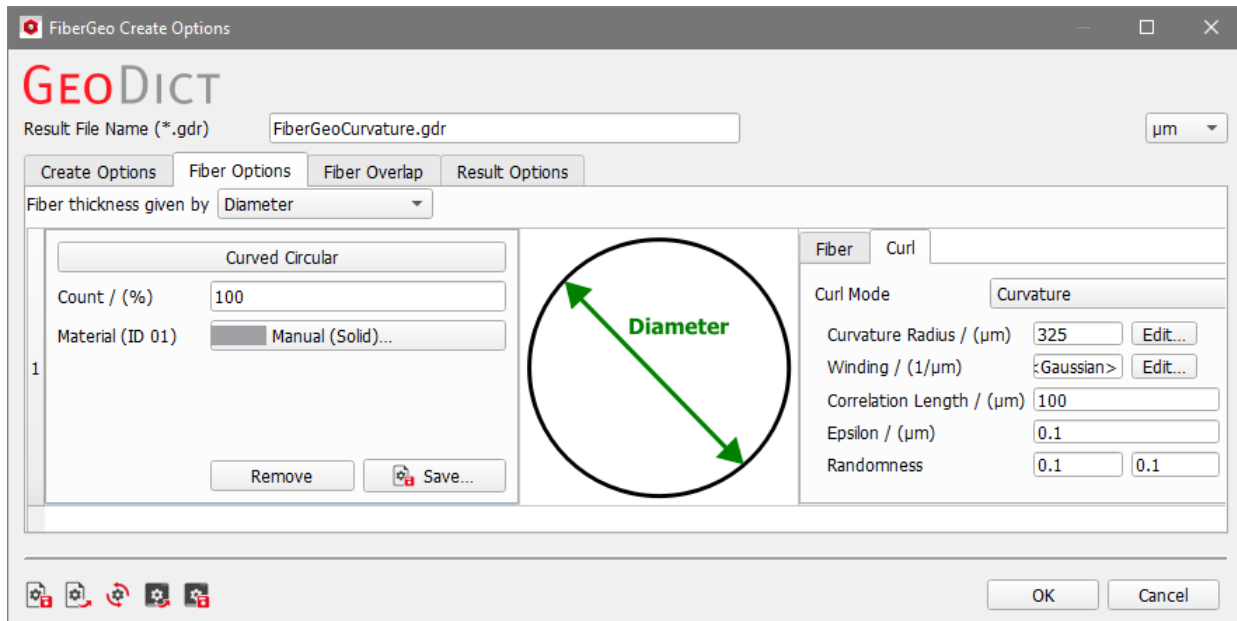 FiberGeo Create Options
GEODICT
Result File Name (*.gdr) FiberGeoCurvature.gdr µm
Create Options Fiber Options Fiber Overlap Result Options
Fiber thickness given by Diameter
1
Curved Circular
Count / (%) 100
Material (ID 01) Manual (Solid)...
Remove Save...
Diameter
Fiber Curl
Curl Mode Curvature
Curvature Radius / (µm) 325 Edit...
Winding / (1/µm) <Gaussian> Edit...
Correlation Length / (µm) 100
Epsilon / (µm) 0.1
Randomness 0.1 0.1
OK Cancel